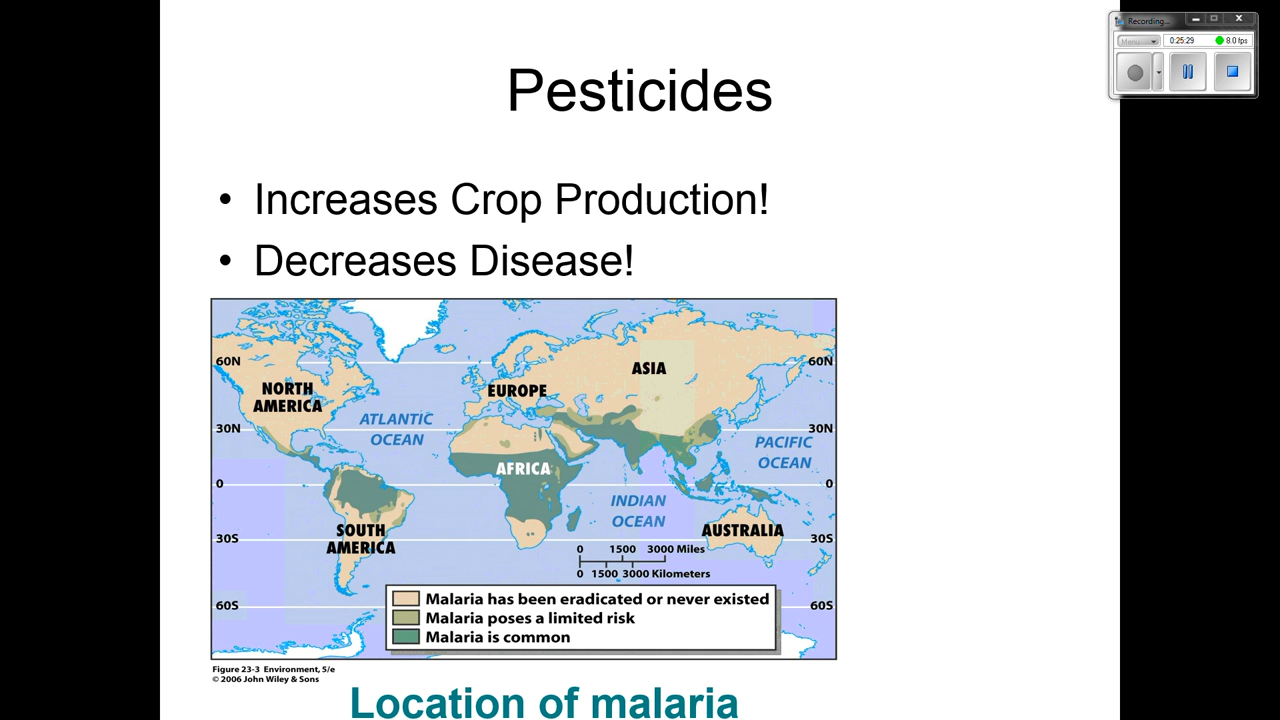 Recording...
Menu
0:25:29
8.0 fps
Pesticides
• Increases Crop Production!
• Decreases Disease!
60N
60N
NORTH
AMERICA
EUROPE
ASIA
ATLANTIC
OCEAN
30N
30N
PACIFIC
OCEAN
AFRICA
0
0
INDIAN
OCEAN
SOUTH
AMERICA
AUSTRALIA
30S
30S
0 1500 3000 Miles
0 1500 3000 Kilometers
60S
60S
Malaria has been eradicated or never existed
Malaria poses a limited risk
Malaria is common
Figure 23-3 Environment, 5/e
© 2006 John Wiley & Sons
Location of malaria